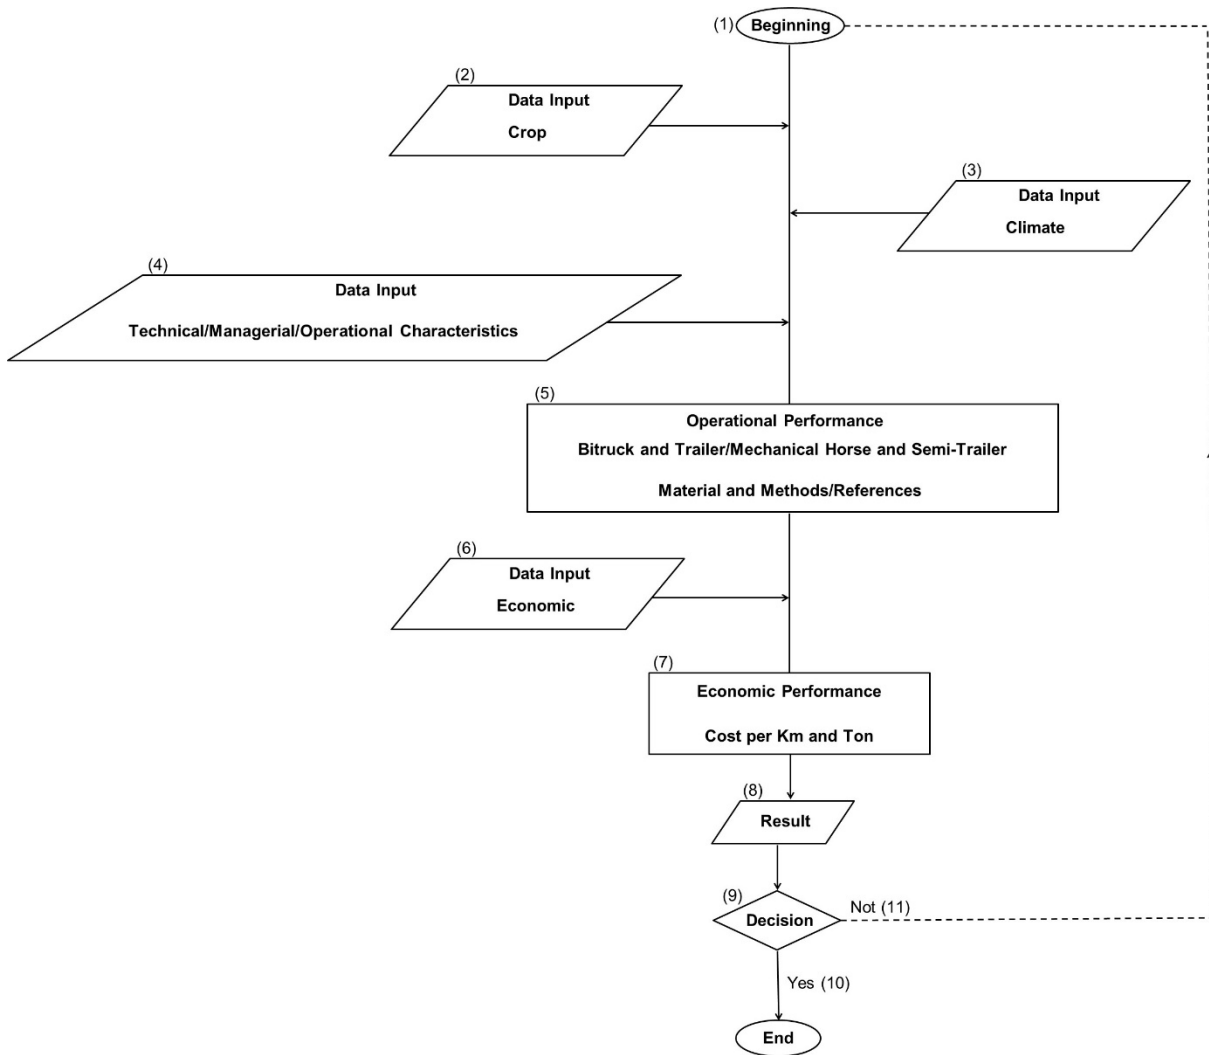 (1) Beginning
(2)
Data Input
Crop
(3)
Data Input
Climate
(4)
Data Input
Technical/Managerial/Operational Characteristics
(5)
Operational Performance
Bitruck and Trailer/Mechanical Horse and Semi-Trailer
Material and Methods/References
(6)
Data Input
Economic
(7)
Economic Performance
Cost per Km and Ton
(8)
Result
(9)
Decision
Not (11)
Yes (10)
End